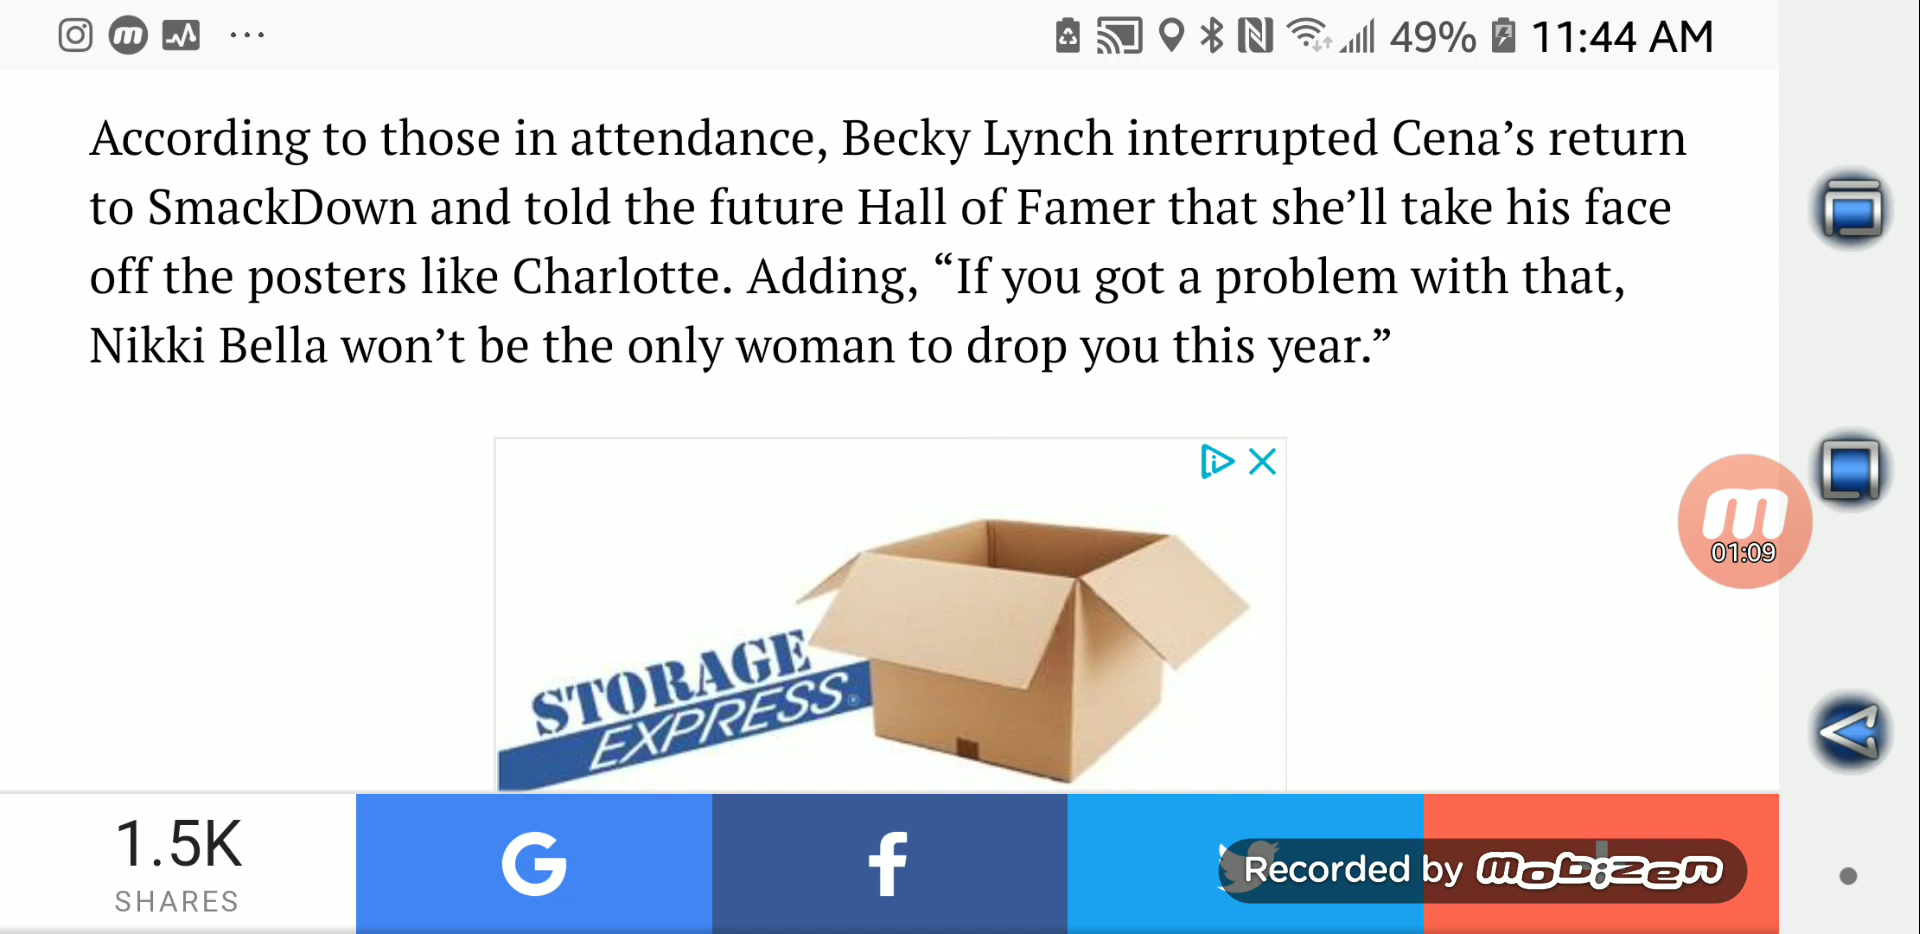 49% 11:44 AM
According to those in attendance, Becky Lynch interrupted Cena’s return
to SmackDown and told the future Hall of Famer that she’ll take his face
off the posters like Charlotte. Adding, “If you got a problem with that,
Nikki Bella won’t be the only woman to drop you this year.”
01:09
STORAGE
EXPRESS®
1.5K
SHARES
Recorded by Mobizen